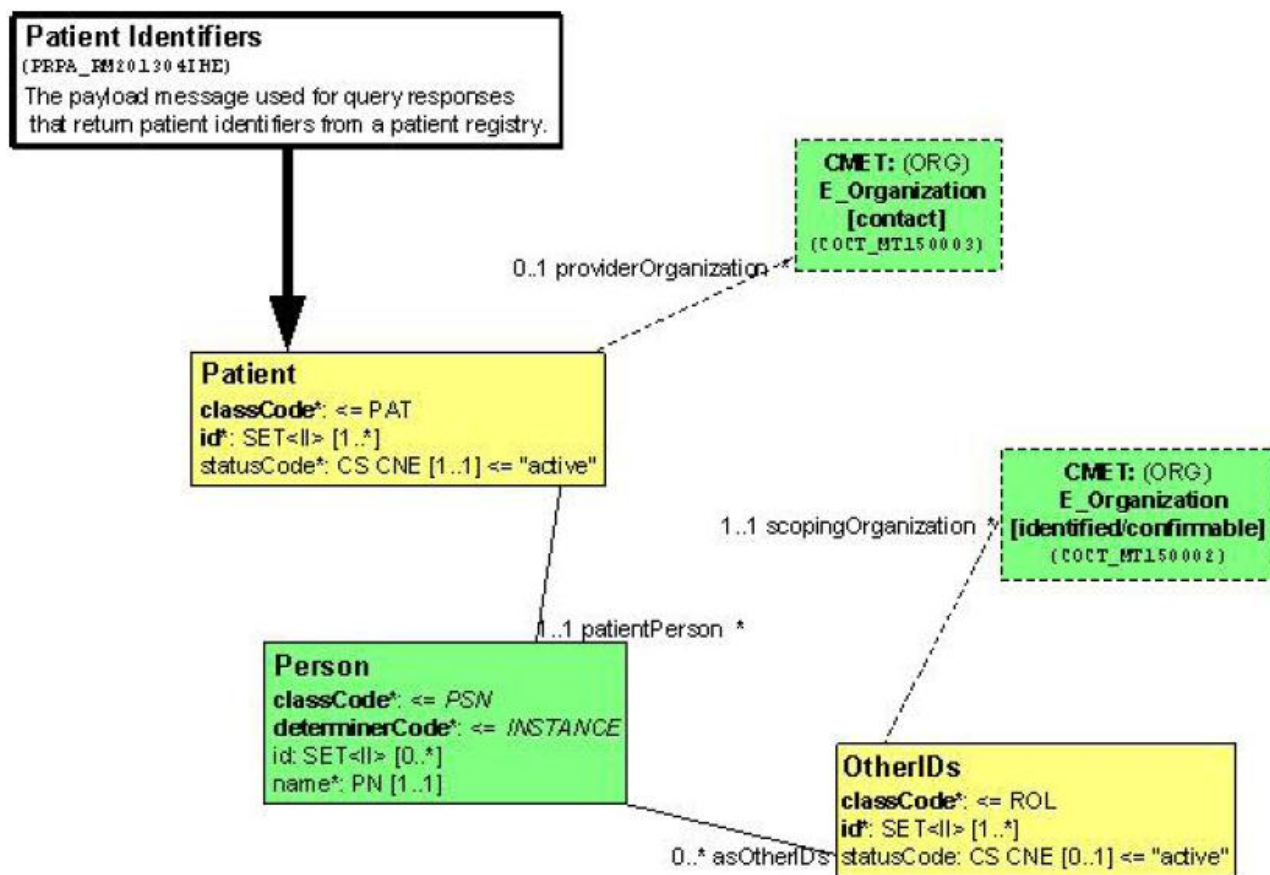 Patient Identifiers
(PRPA_RM201304IHE)
The payload message used for query responses
that return patient identifiers from a patient registry.
CMET: (ORG)
E_Organization
[contact]
(COCT_MT150003)
0..1 providerOrganization *
Patient
classCode*: <= PAT
id*: SET<II> [1..*]
statusCode*: CS CNE [1..1] <= "active"
CMET: (ORG)
E_Organization
[identified/confirmable]
(COCT_MT150002)
1..1 scopingOrganization *
1..1 patientPerson *
Person
classCode*: <= PSN
determinerCode*: <= INSTANCE
id: SET<II> [0..*]
name*: PN [1..1]
OtherIDs
classCode*: <= ROL
id*: SET<II> [1..*]
statusCode: CS CNE [0..1] <= "active"
0..* asOtherIDs